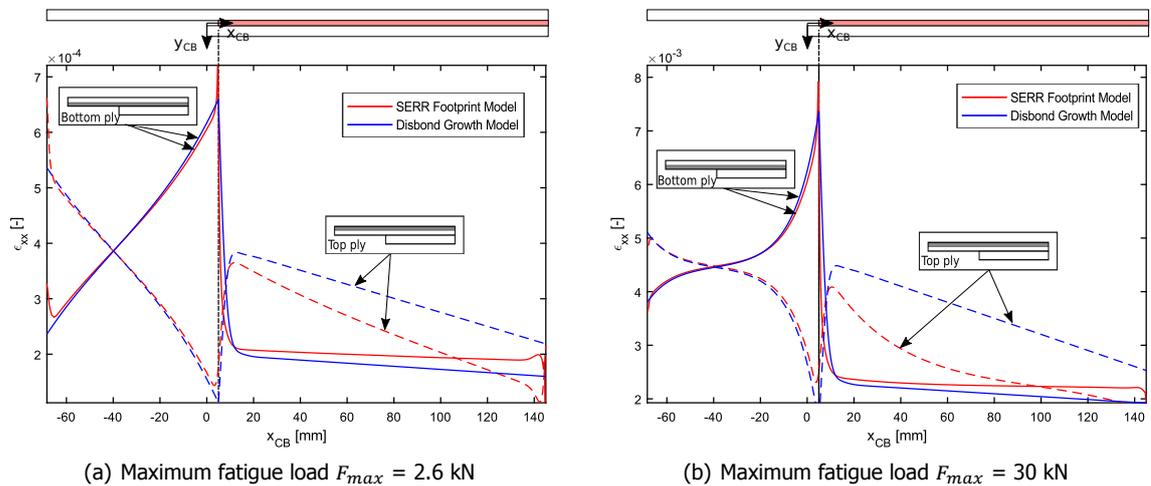 y_CB x_CB
×10⁻⁴
7
6
5
4
3
2
ϵ_xx [-]
-60 -40 -20 0 20 40 60 80 100 120 140
x_CB [mm]
Bottom ply
SERR Footprint Model
Disbond Growth Model
Top ply
(a) Maximum fatigue load F_max = 2.6 kN
y_CB x_CB
×10⁻³
8
7
6
5
4
3
2
ϵ_xx [-]
-60 -40 -20 0 20 40 60 80 100 120 140
x_CB [mm]
Bottom ply
SERR Footprint Model
Disbond Growth Model
Top ply
(b) Maximum fatigue load F_max = 30 kN